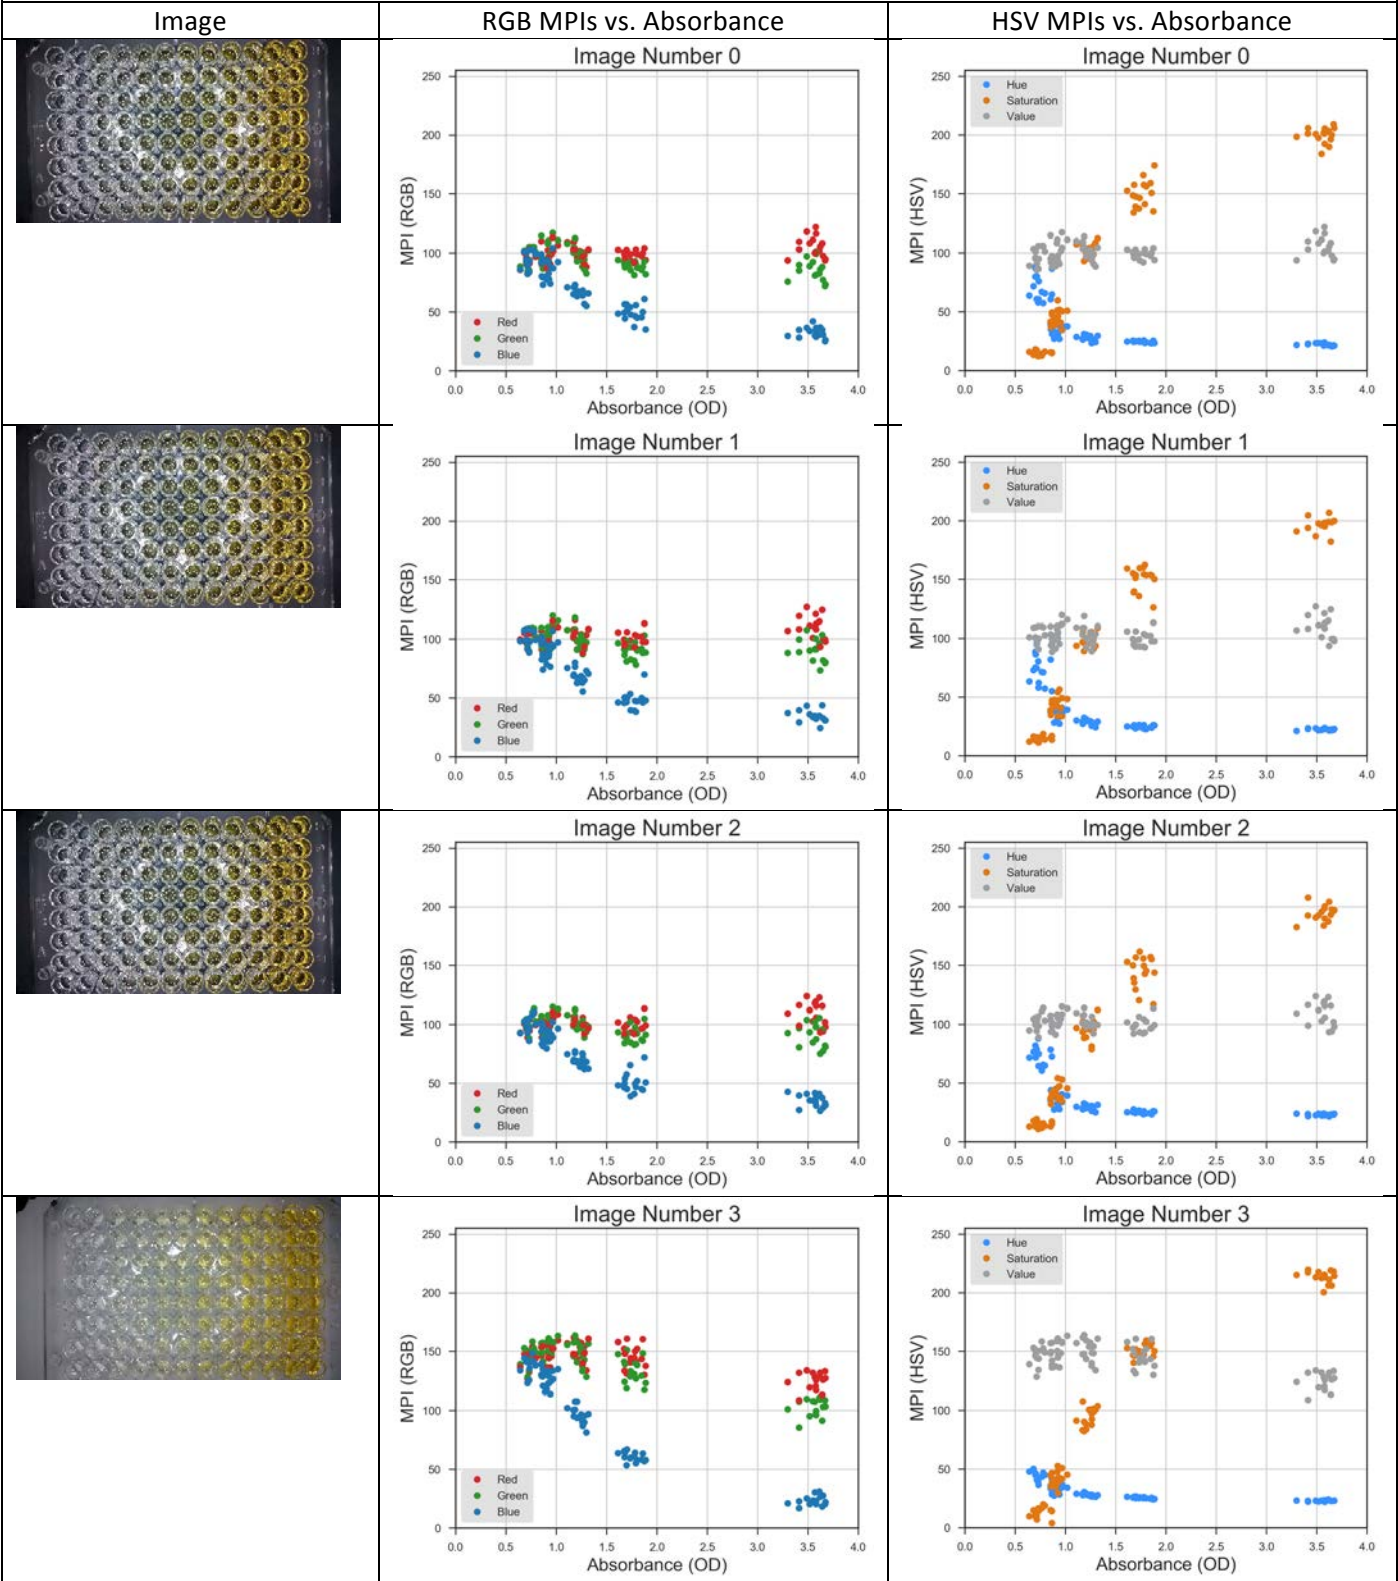 Image RGB MPIs vs. Absorbance HSV MPIs vs. Absorbance
Image Number 0
250
200
150
100
50
0
MPI (RGB)
Red
Green
Blue
0.0 0.5 1.0 1.5 2.0 2.5 3.0 3.5 4.0
Absorbance (OD)
Image Number 0
250
200
150
100
50
0
MPI (HSV)
Hue
Saturation
Value
0.0 0.5 1.0 1.5 2.0 2.5 3.0 3.5 4.0
Absorbance (OD)
Image Number 1
250
200
150
100
50
0
MPI (RGB)
Red
Green
Blue
0.0 0.5 1.0 1.5 2.0 2.5 3.0 3.5 4.0
Absorbance (OD)
Image Number 1
250
200
150
100
50
0
MPI (HSV)
Hue
Saturation
Value
0.0 0.5 1.0 1.5 2.0 2.5 3.0 3.5 4.0
Absorbance (OD)
Image Number 2
250
200
150
100
50
0
MPI (RGB)
Red
Green
Blue
0.0 0.5 1.0 1.5 2.0 2.5 3.0 3.5 4.0
Absorbance (OD)
Image Number 2
250
200
150
100
50
0
MPI (HSV)
Hue
Saturation
Value
0.0 0.5 1.0 1.5 2.0 2.5 3.0 3.5 4.0
Absorbance (OD)
Image Number 3
250
200
150
100
50
0
MPI (RGB)
Red
Green
Blue
0.0 0.5 1.0 1.5 2.0 2.5 3.0 3.5 4.0
Absorbance (OD)
Image Number 3
250
200
150
100
50
0
MPI (HSV)
Hue
Saturation
Value
0.0 0.5 1.0 1.5 2.0 2.5 3.0 3.5 4.0
Absorbance (OD)